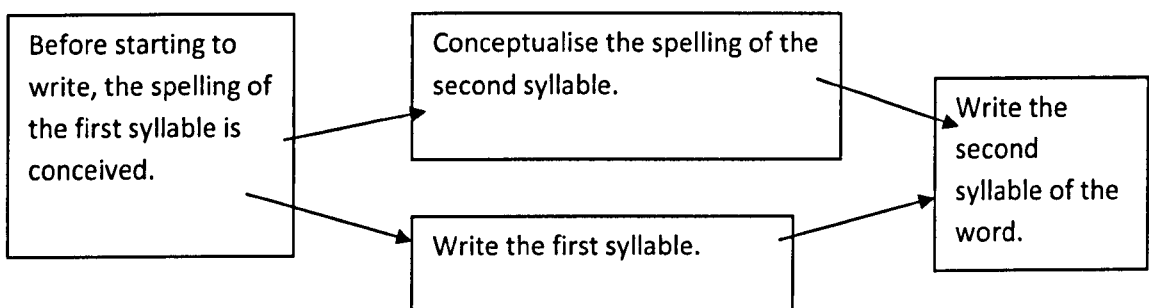 Before starting to
write, the spelling of
the first syllable is
conceived.
Conceptualise the spelling of the
second syllable.
Write the first syllable.
Write the
second
syllable of the
word.